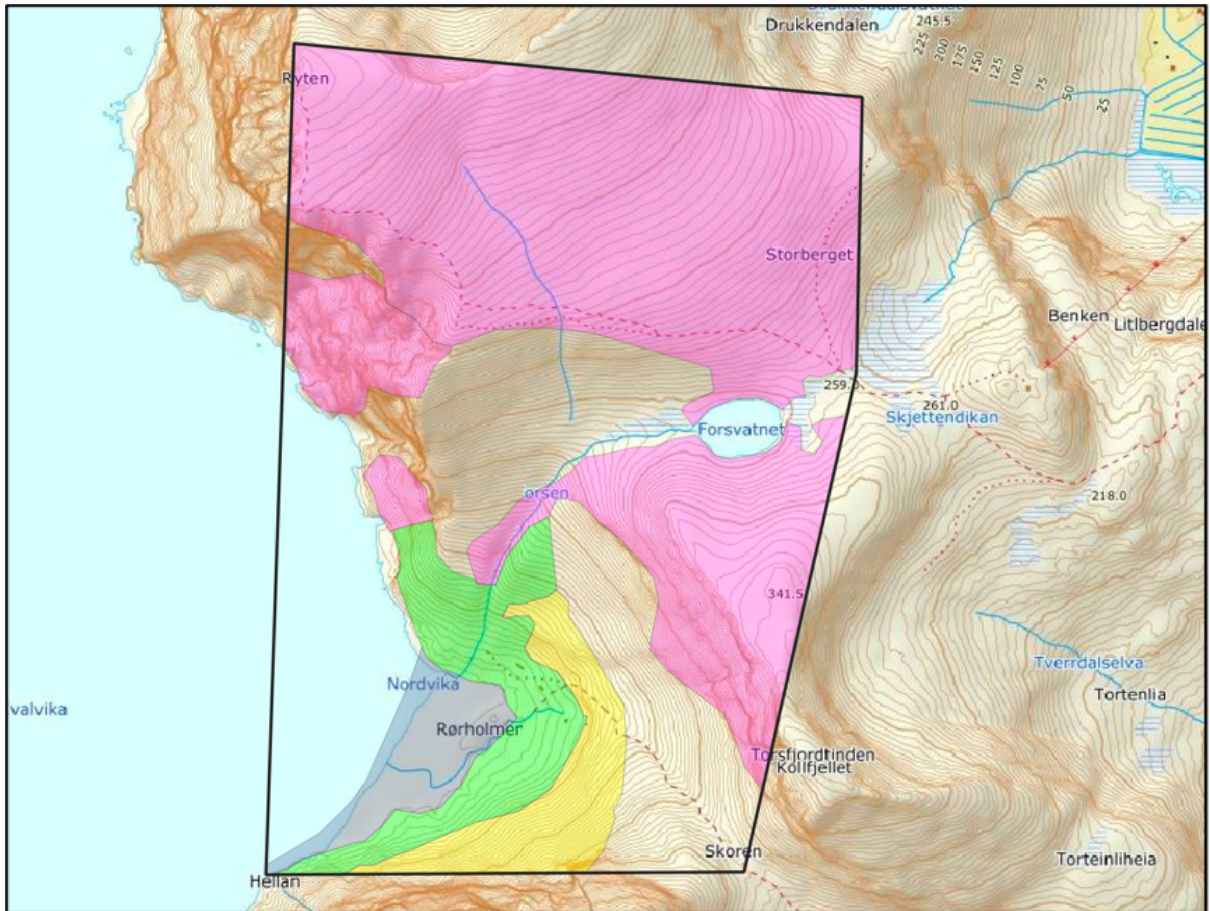 245.5
Drukkendalen
225
200
175
150
125
100
75
50
25
Ryten
Storberget
Benken
Litlbergdale
259.0
261.0
Skjettendikan
Forsvatnet
orsen
218.0
341.5
Tverrdalselva
Nordvika
Tortenlia
valvika
Rørholmer
Torsfjordtinden
Kollfjellet
Skoren
Torteinliheia
Hellan